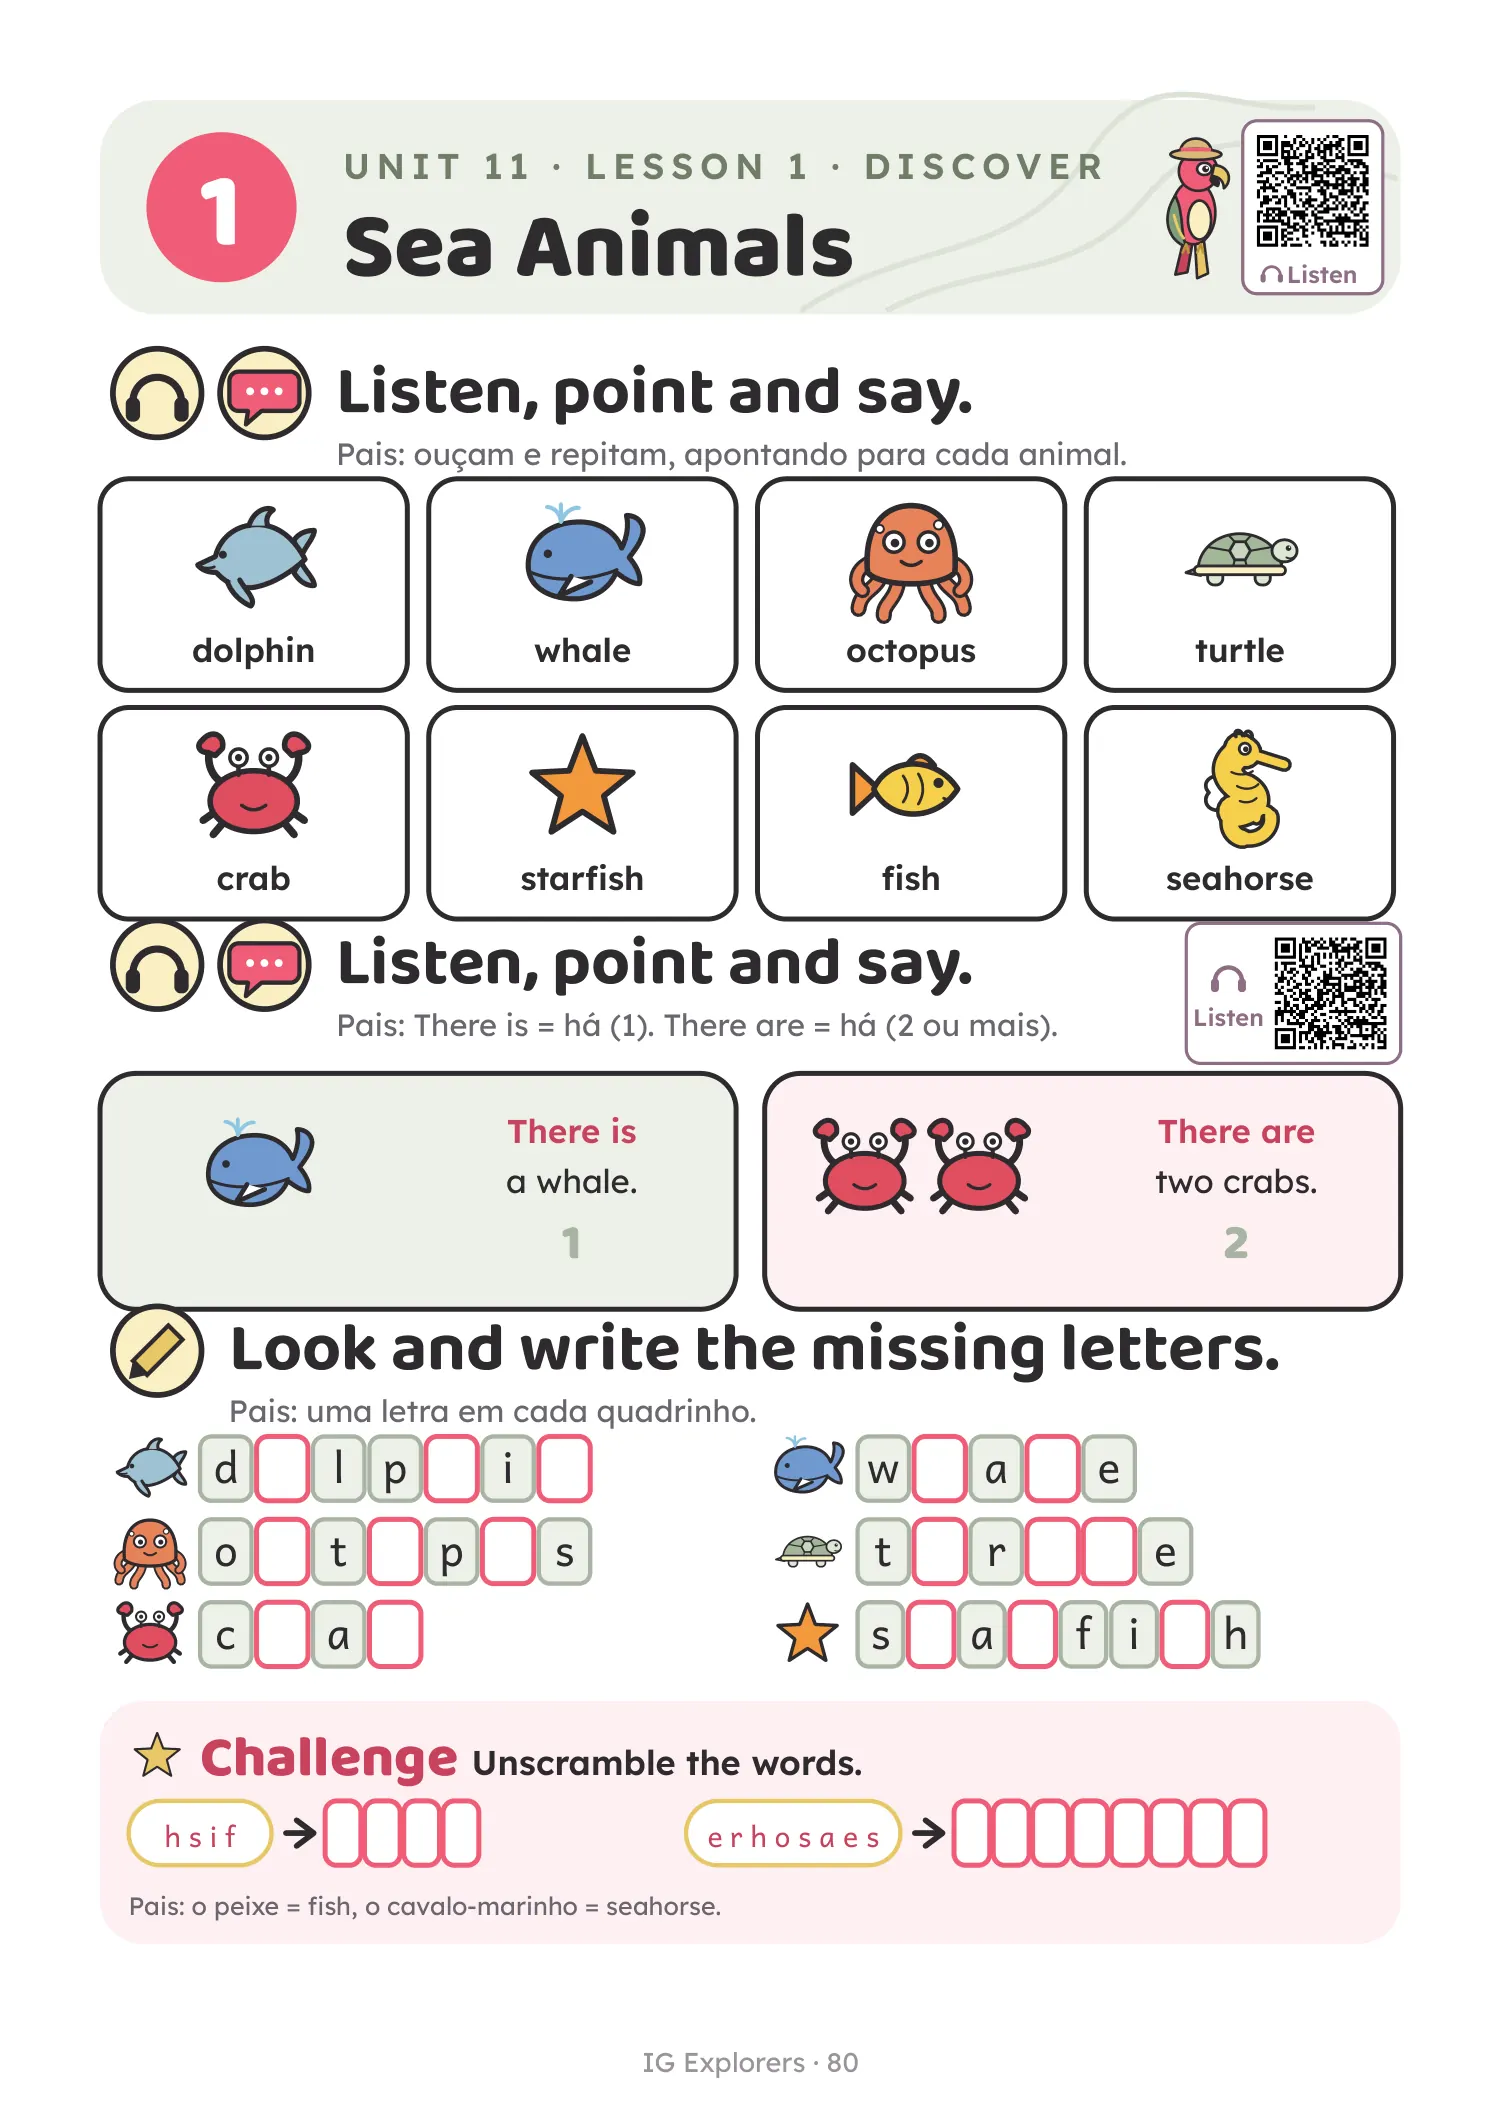 1
UNIT 11 · LESSON 1 · DISCOVER
Sea Animals
Listen
Listen, point and say.
Pais: ouçam e repitam, apontando para cada animal.
dolphin
whale
octopus
turtle
crab
starfish
fish
seahorse
Listen, point and say.
Pais: There is = há (1). There are = há (2 ou mais).
Listen
There is
a whale.
1
There are
two crabs.
2
Look and write the missing letters.
Pais: uma letra em cada quadrinho.
d l p i
w a e
o t p s
t r e
c a
s a f i h
Challenge Unscramble the words.
h s i f
e r h o s a e s
Pais: o peixe = fish, o cavalo-marinho = seahorse.
IG Explorers · 80